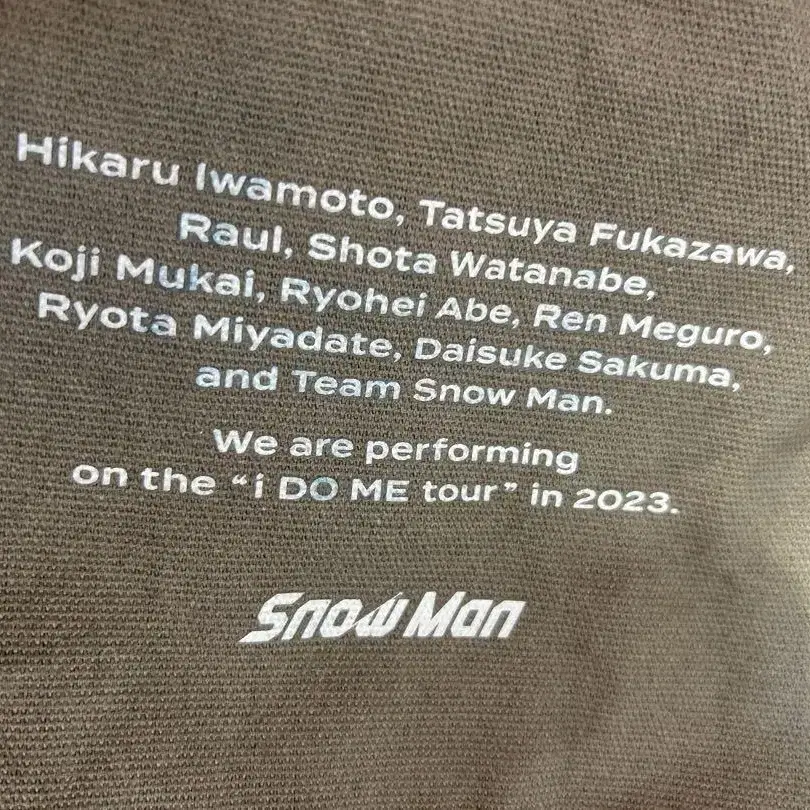 Hikaru Iwamoto, Tatsuya Fukazawa,
Raul, Shota Watanabe,
Koji Mukai, Ryohei Abe, Ren Meguro,
Ryota Miyadate, Daisuke Sakuma,
and Team Snow Man.
We are performing
on the “i DO ME tour” in 2023.
Snow Man